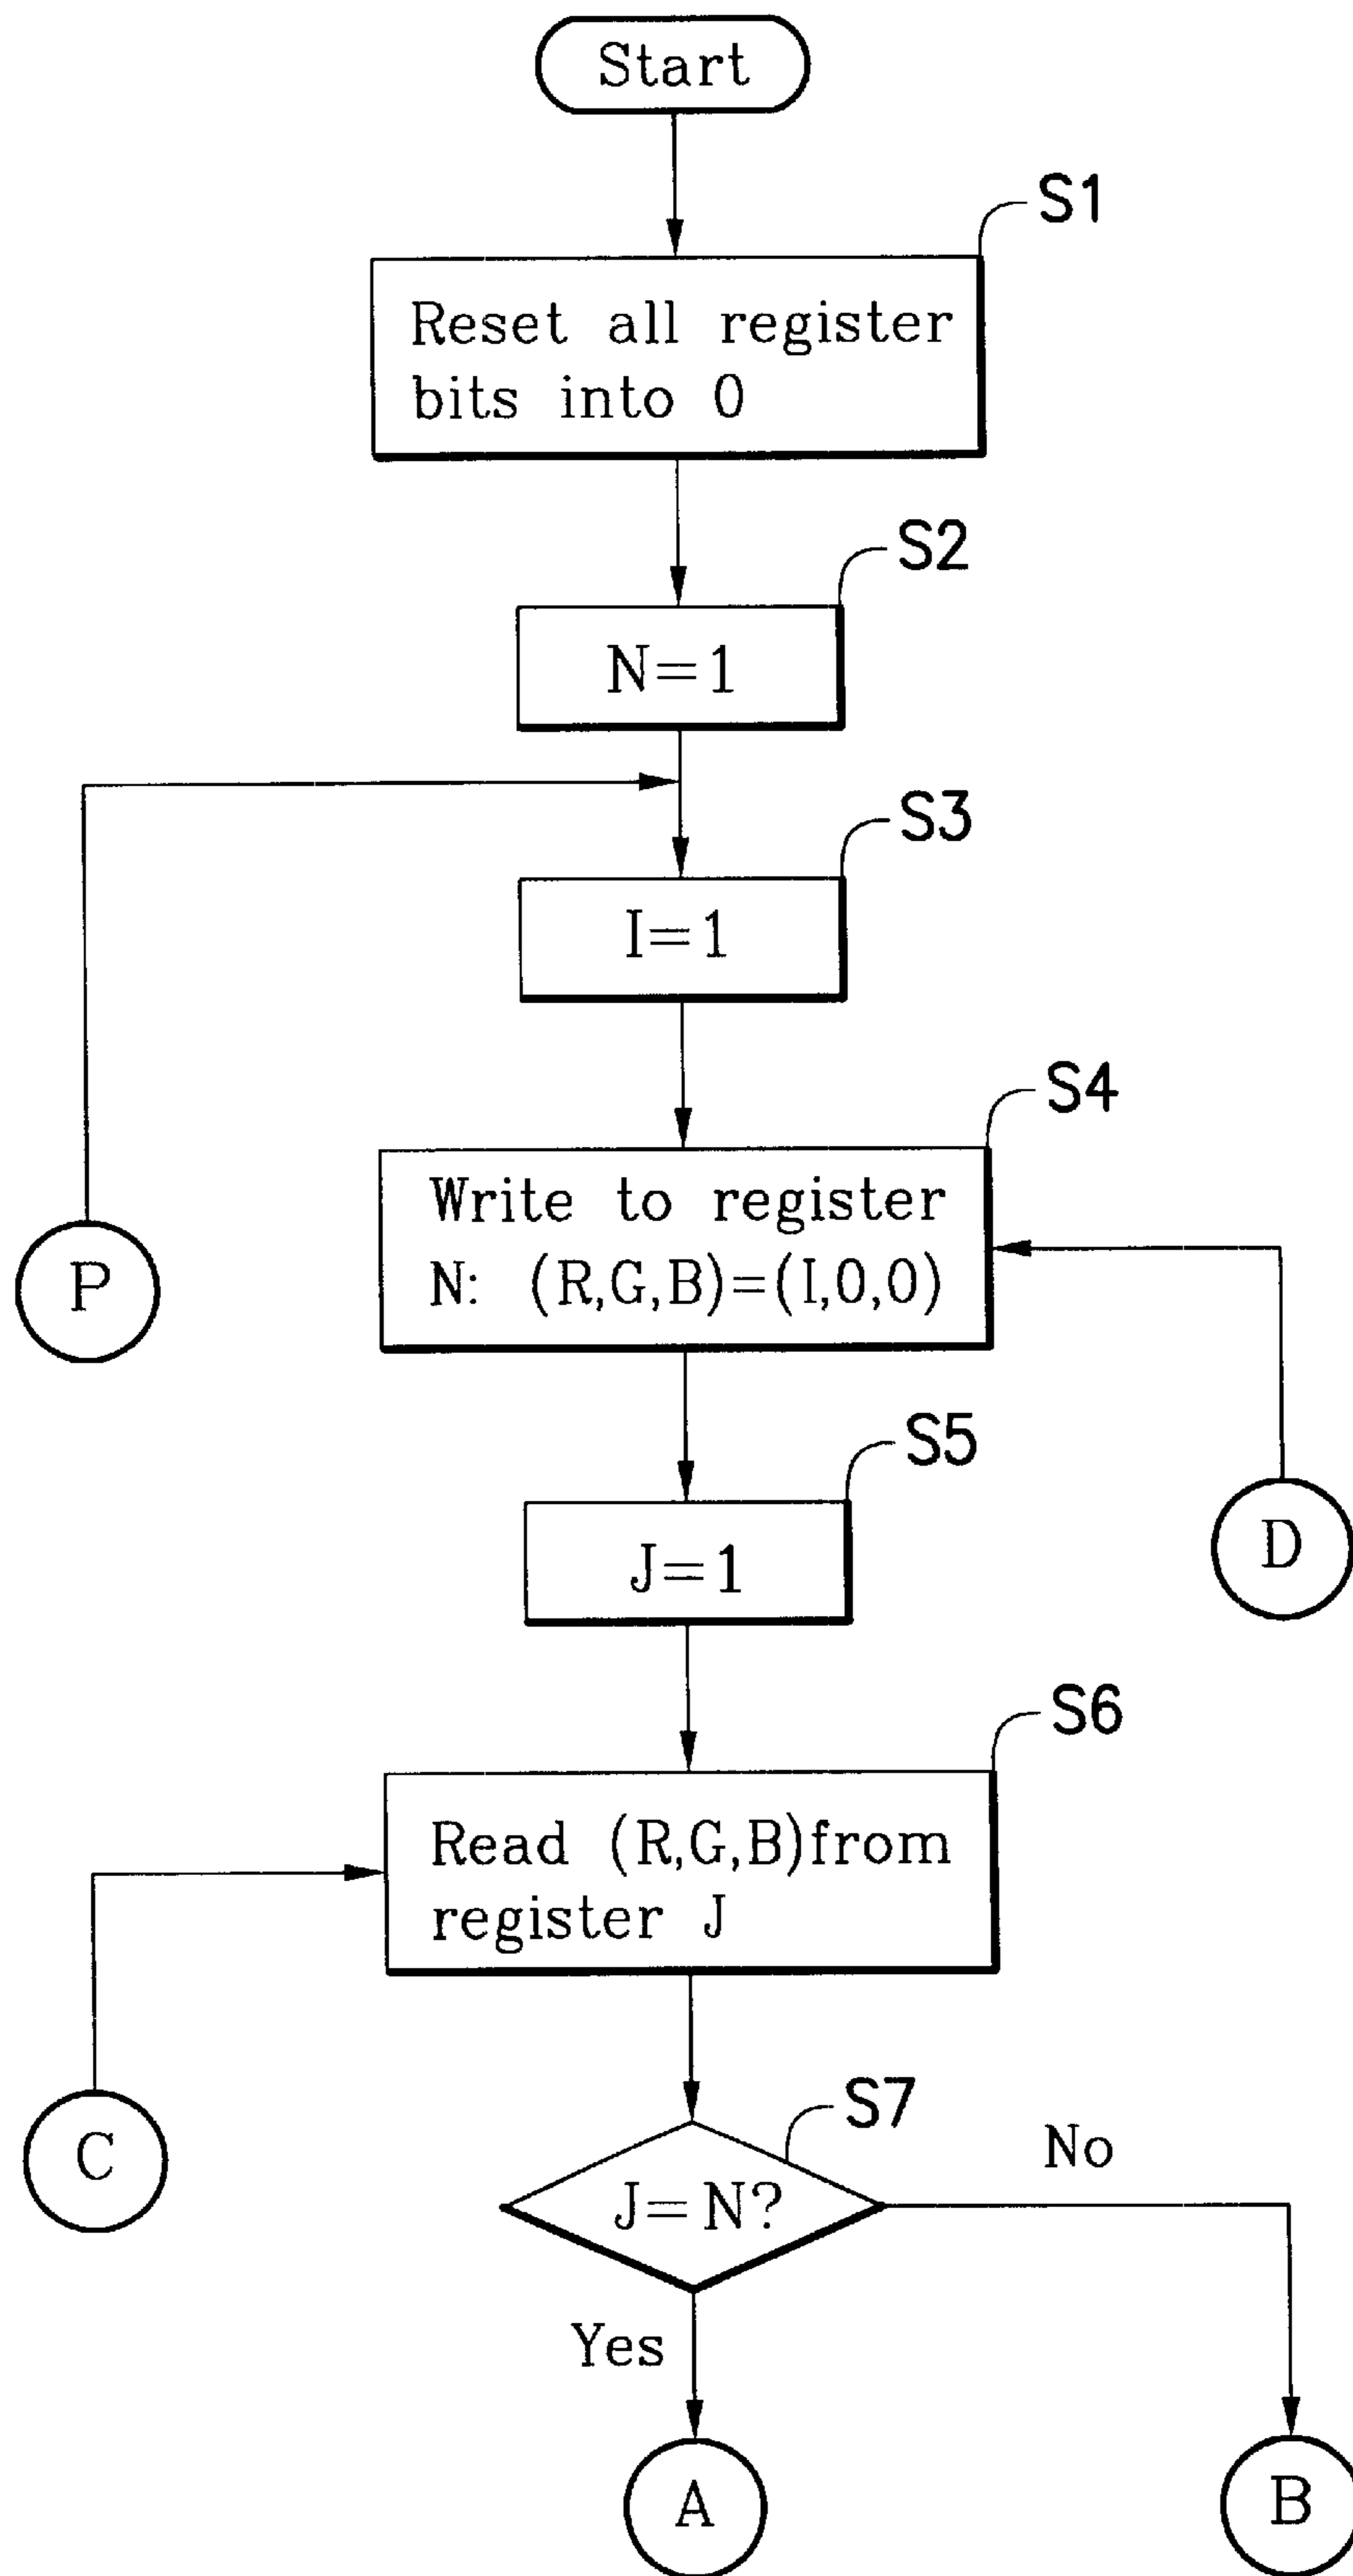 Start
S1
Reset all register
bits into 0
S2
N=1
S3
I=1
S4
Write to register
N: (R,G,B)=(I,0,0)
P
S5
J=1
D
S6
Read (R,G,B)from
register J
C
S7
J=N?
No
Yes
A
B